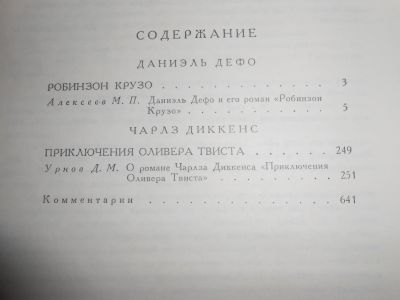 СОДЕРЖАНИЕ
ДАНИЭЛЬ ДЕФО
РОБИНЗОН КРУЗО . . . . . . . . . . . . 3
Алексеев М. П. Даниэль Дефо и его роман «Робинзон
Крузо» . . . . . . . . . . 5
ЧАРЛЗ ДИККЕНС
ПРИКЛЮЧЕНИЯ ОЛИВЕРА ТВИСТА . . . . . . 249
Урнов Д. М. О романе Чарлза Диккенса «Приключения
Оливера Твиста» . . . . . . . 251
Комментарии . . . . . . . . . . . . 641